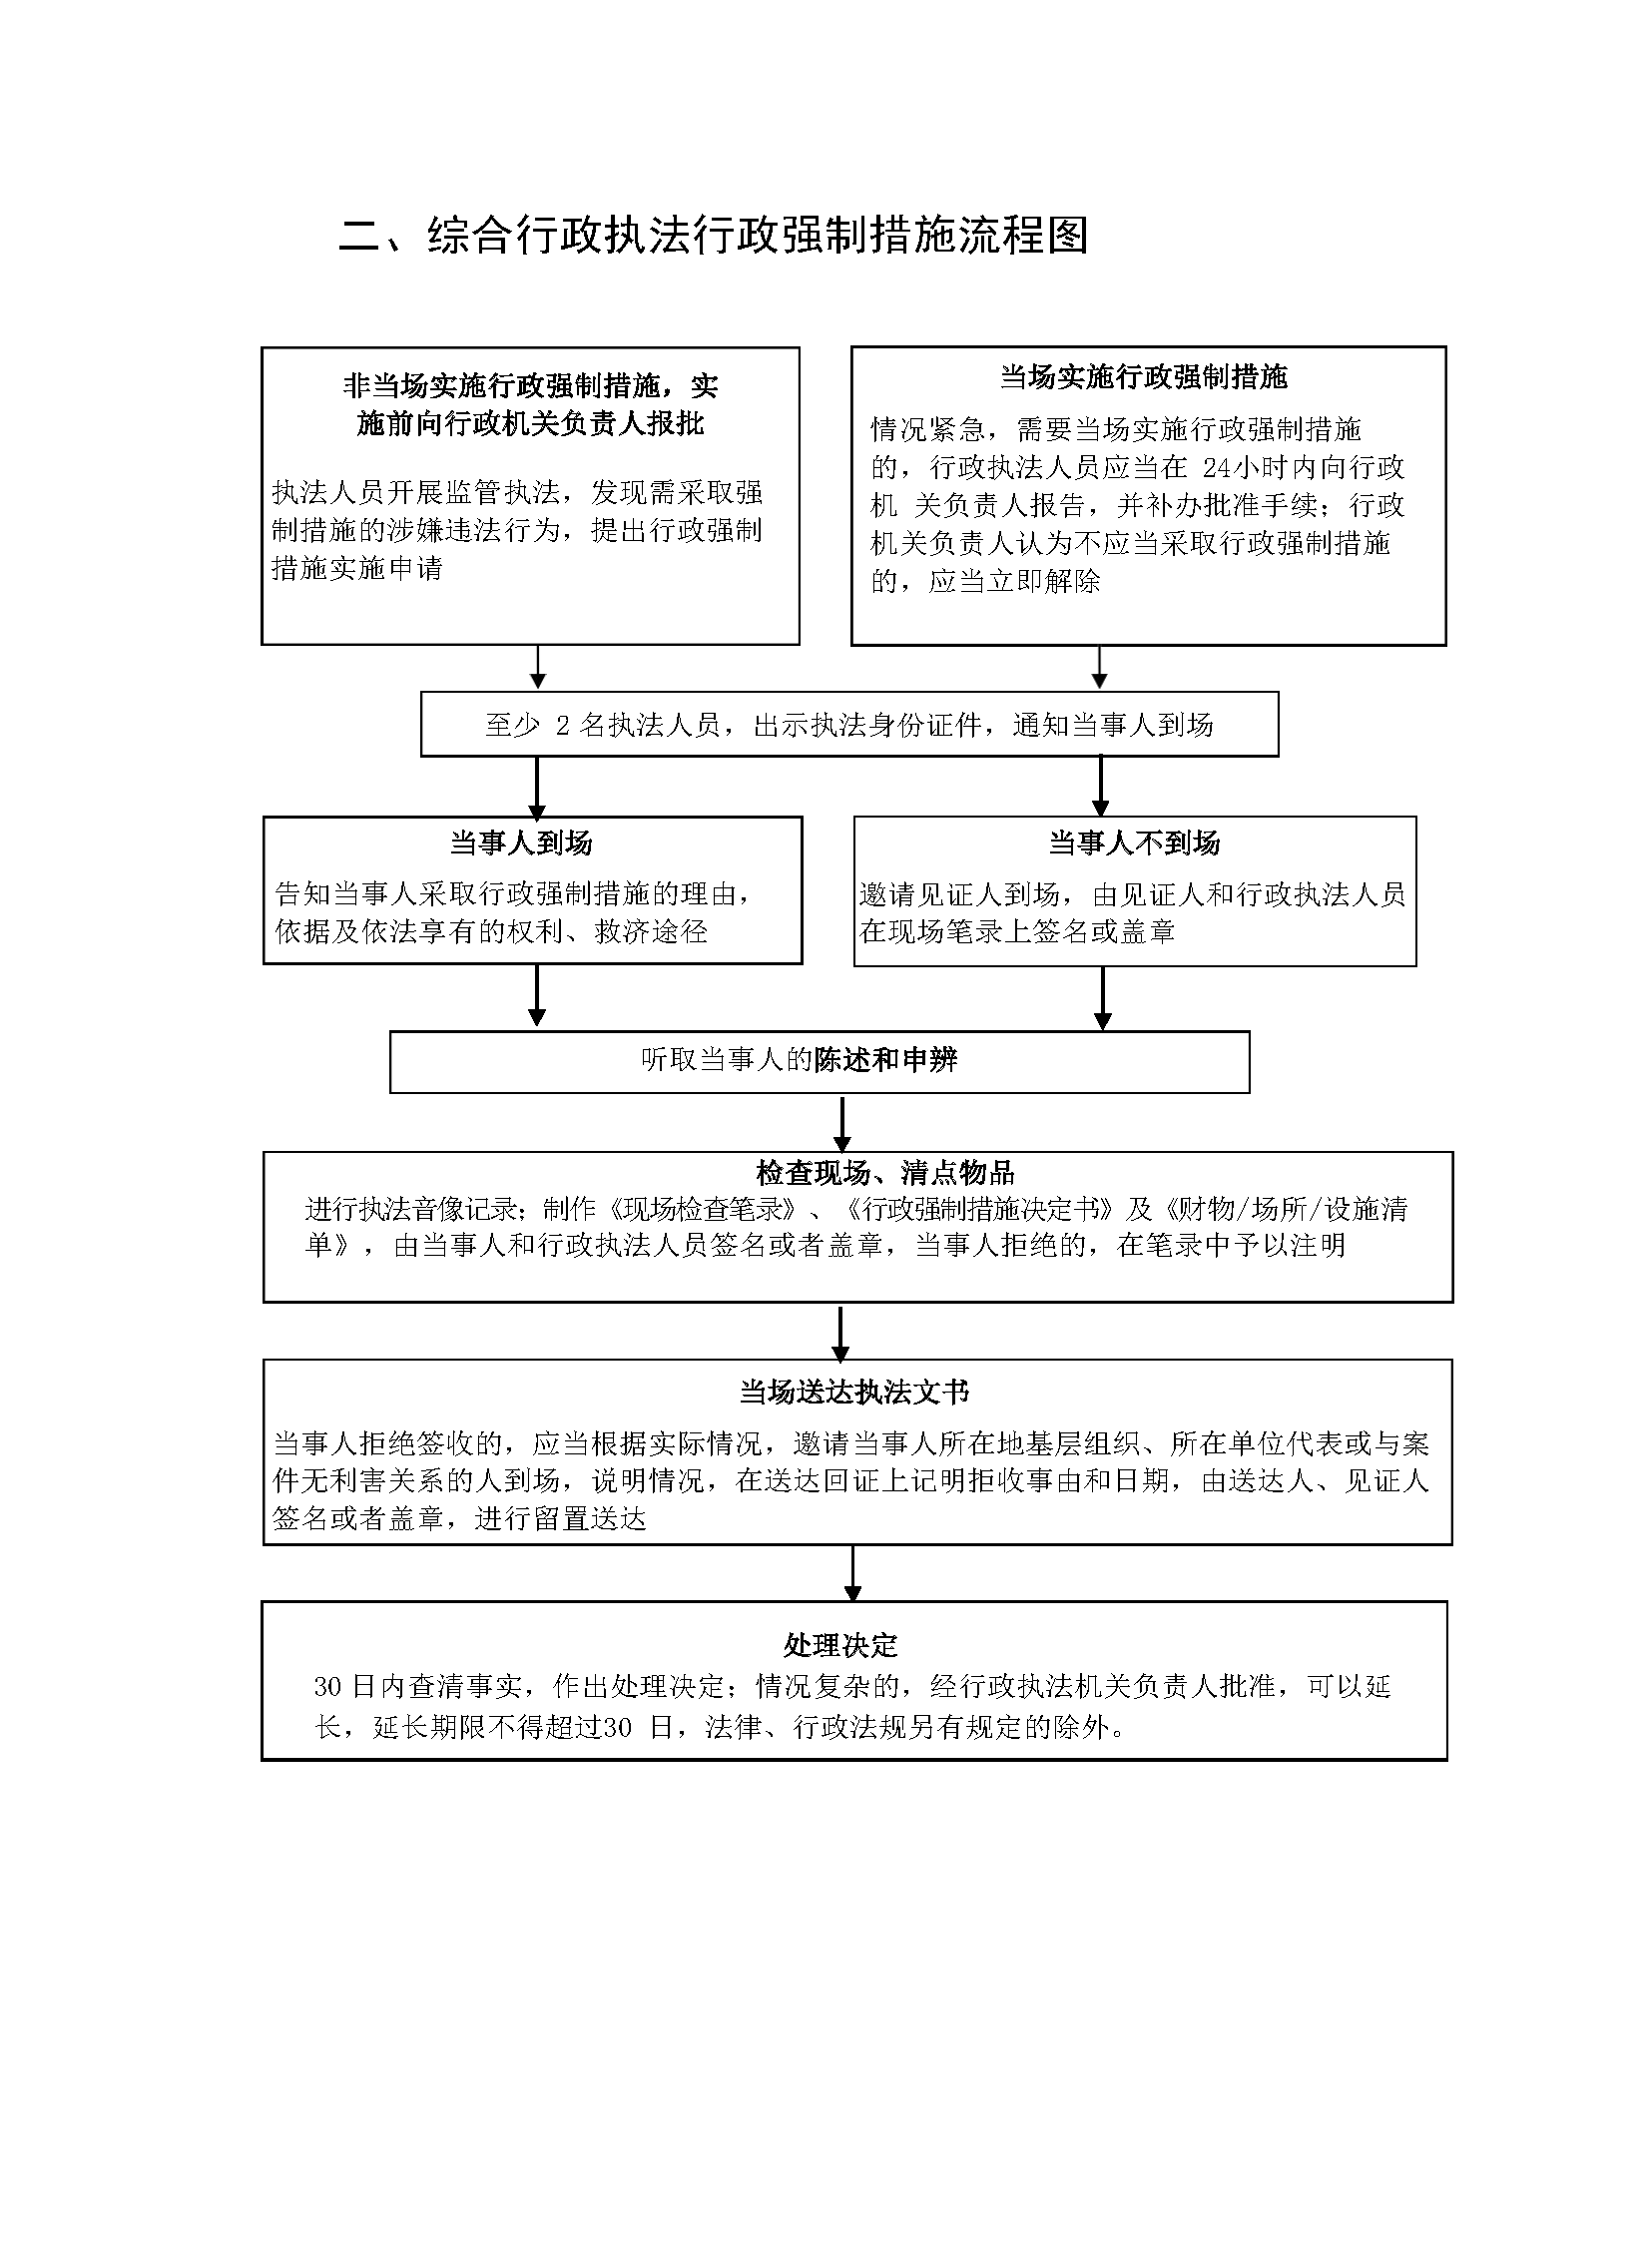 二、综合行政执法行政强制措施流程图
非当场实施行政强制措施，实
施前向行政机关负责人报批
执法人员开展监管执法，发现需采取强
制措施的涉嫌违法行为，提出行政强制
措施实施申请
当场实施行政强制措施
情况紧急，需要当场实施行政强制措施
的，行政执法人员应当在 24小时内向行政
机 关负责人报告，并补办批准手续；行政
机关负责人认为不应当采取行政强制措施
的，应当立即解除
至少 2 名执法人员，出示执法身份证件，通知当事人到场
当事人到场
告知当事人采取行政强制措施的理由，
依据及依法享有的权利、救济途径
当事人不到场
邀请见证人到场，由见证人和行政执法人员
在现场笔录上签名或盖章
听取当事人的陈述和申辨
检查现场、清点物品
进行执法音像记录；制作《现场检查笔录》、《行政强制措施决定书》及《财物/场所/设施清
单》，由当事人和行政执法人员签名或者盖章，当事人拒绝的，在笔录中予以注明
当场送达执法文书
当事人拒绝签收的，应当根据实际情况，邀请当事人所在地基层组织、所在单位代表或与案
件无利害关系的人到场，说明情况，在送达回证上记明拒收事由和日期，由送达人、见证人
签名或者盖章，进行留置送达
处理决定
30 日内查清事实，作出处理决定；情况复杂的，经行政执法机关负责人批准，可以延
长，延长期限不得超过30 日，法律、行政法规另有规定的除外。